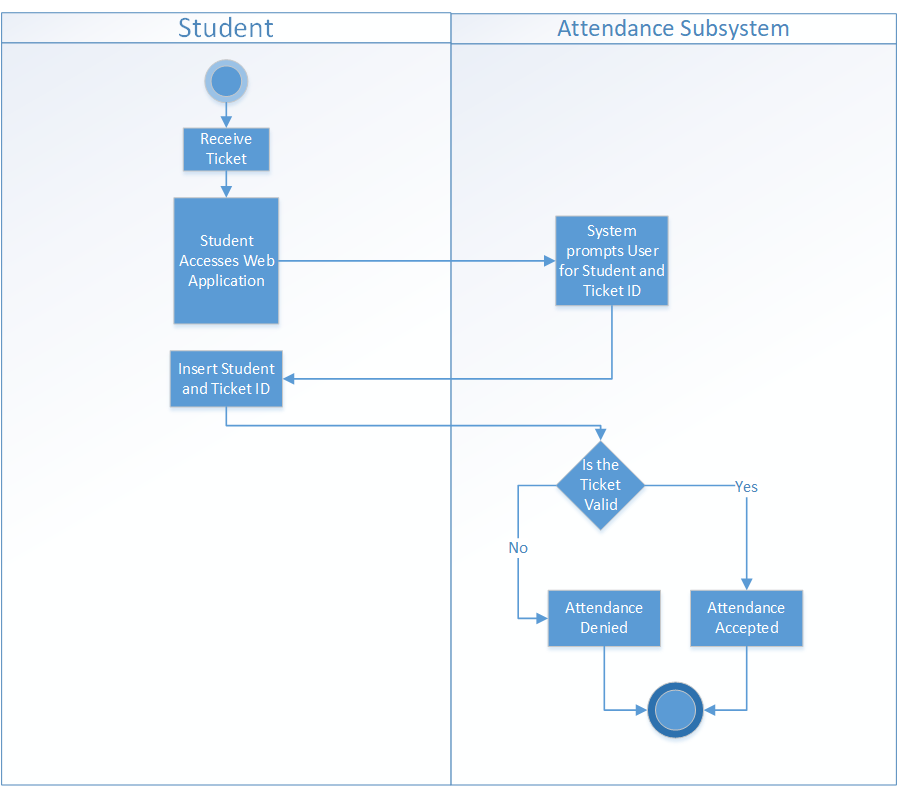 Student
Attendance Subsystem
Receive
Ticket
Student
Accesses Web
Application
System
prompts User
for Student and
Ticket ID
Insert Student
and Ticket ID
Is the
Ticket
Valid
Yes
No
Attendance
Denied
Attendance
Accepted